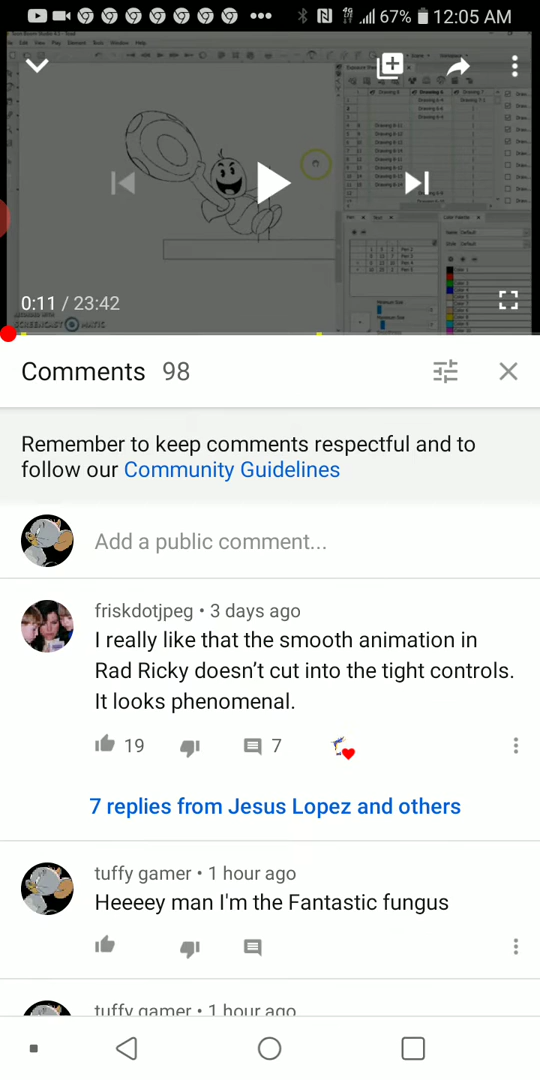 67% 12:05 AM
0:11 / 23:42
SCREENCAST MATIC
Comments 98
Remember to keep comments respectful and to
follow our Community Guidelines
Add a public comment...
friskdotjpeg • 3 days ago
I really like that the smooth animation in
Rad Ricky doesn’t cut into the tight controls.
It looks phenomenal.
19 7
7 replies from Jesus Lopez and others
tuffy gamer • 1 hour ago
Heeeey man I'm the Fantastic fungus
tuffy gamer • 1 hour ago